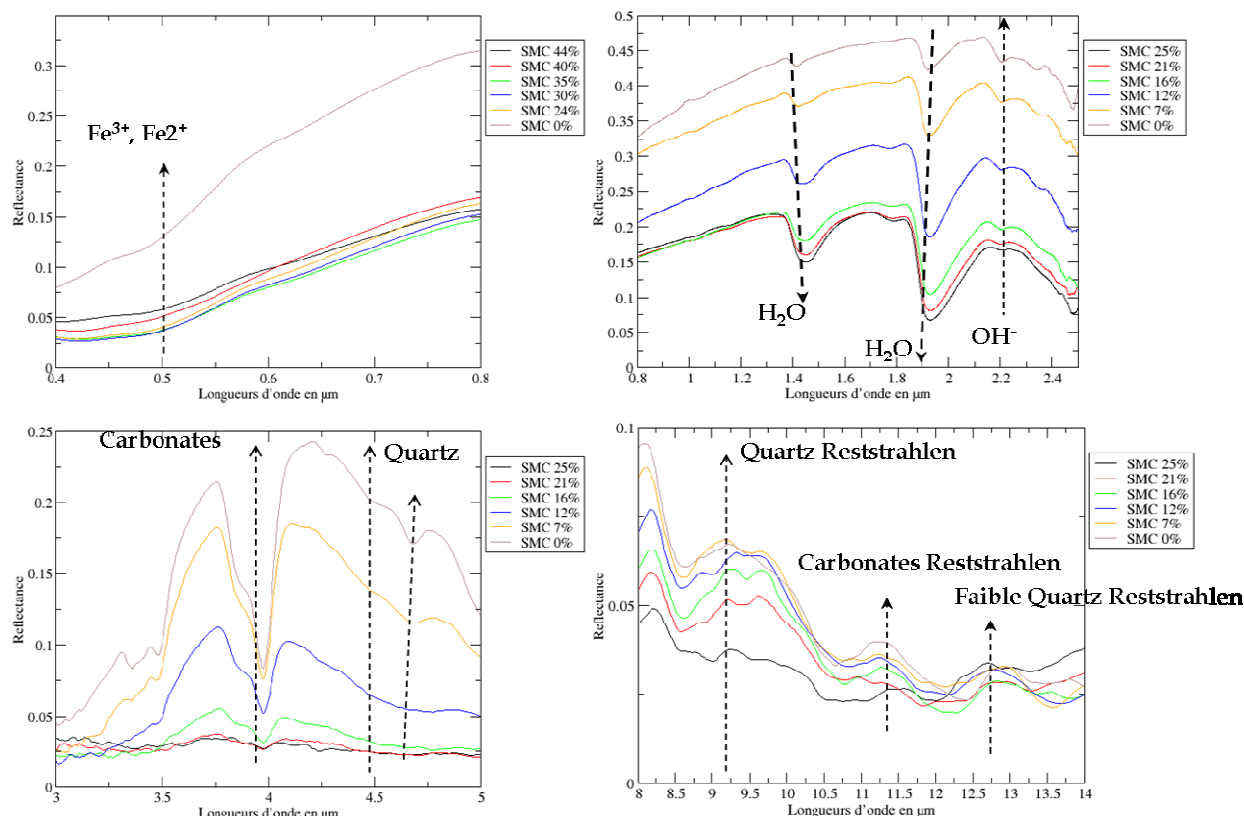 0.3
0.25
0.2
0.15
0.1
0.05
0
Reflectance
Fe³⁺, Fe2⁺
0.4
0.5
0.6
0.7
0.8
Longueurs d'onde en µm
SMC 44%
SMC 40%
SMC 35%
SMC 30%
SMC 24%
SMC 0%
0.5
0.45
0.4
0.35
0.3
0.25
0.2
0.15
0.1
0.05
0
Reflectance
H₂O
H₂O
OH⁻
0.8
1
1.2
1.4
1.6
1.8
2
2.2
2.4
Longueurs d'onde en µm
SMC 25%
SMC 21%
SMC 16%
SMC 12%
SMC 7%
SMC 0%
0.25
0.2
0.15
0.1
0.05
0
Reflectance
Carbonates
Quartz
3
3.5
4
4.5
5
Longueurs d'onde en µm
SMC 25%
SMC 21%
SMC 16%
SMC 12%
SMC 7%
SMC 0%
0.1
0.05
0
Reflectance
Quartz Reststrahlen
Carbonates Reststrahlen
Faible Quartz Reststrahlen
8
8.5
9
9.5
10
10.5
11
11.5
12
12.5
13
13.5
14
Longueurs d'onde en µm
SMC 25%
SMC 21%
SMC 16%
SMC 12%
SMC 7%
SMC 0%